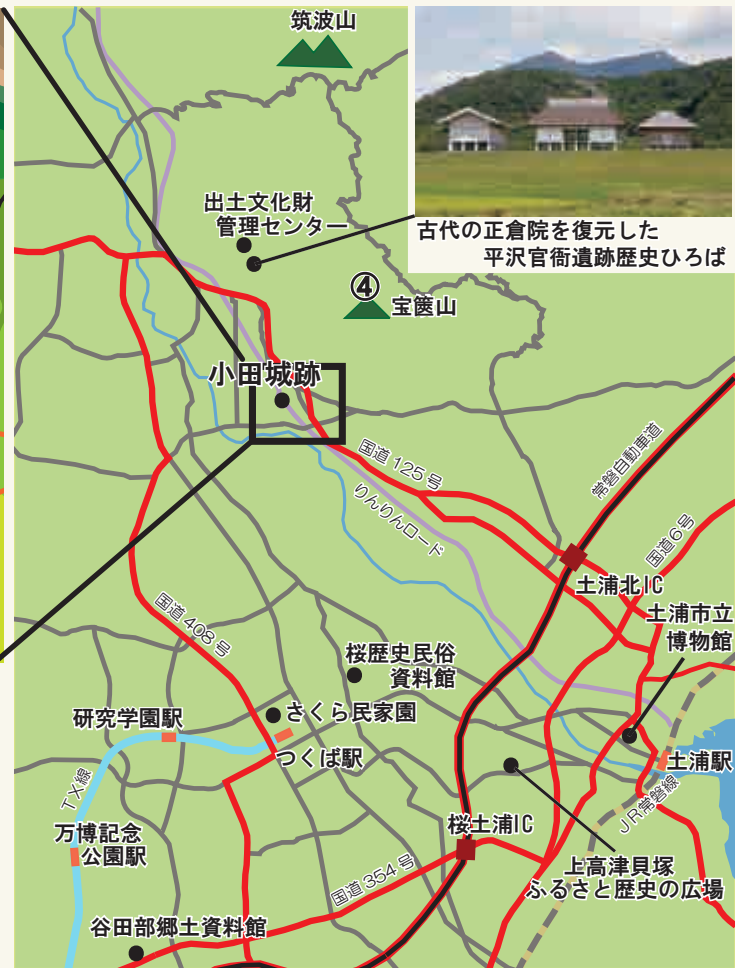 筑波山
古代の正倉院を復元した
平沢官衙遺跡歴史ひろば
出土文化財
管理センター
④
宝篋山
小田城跡
国道125号
りんりんロード
常磐自動車道
国道6号
土浦北IC
土浦市立
博物館
国道408号
桜歴史民俗
資料館
さくら民家園
研究学園駅
つくば駅
土浦駅
TX線
JR常磐線
万博記念
公園駅
桜土浦IC
上高津貝塚
ふるさと歴史の広場
国道354号
谷田部郷土資料館